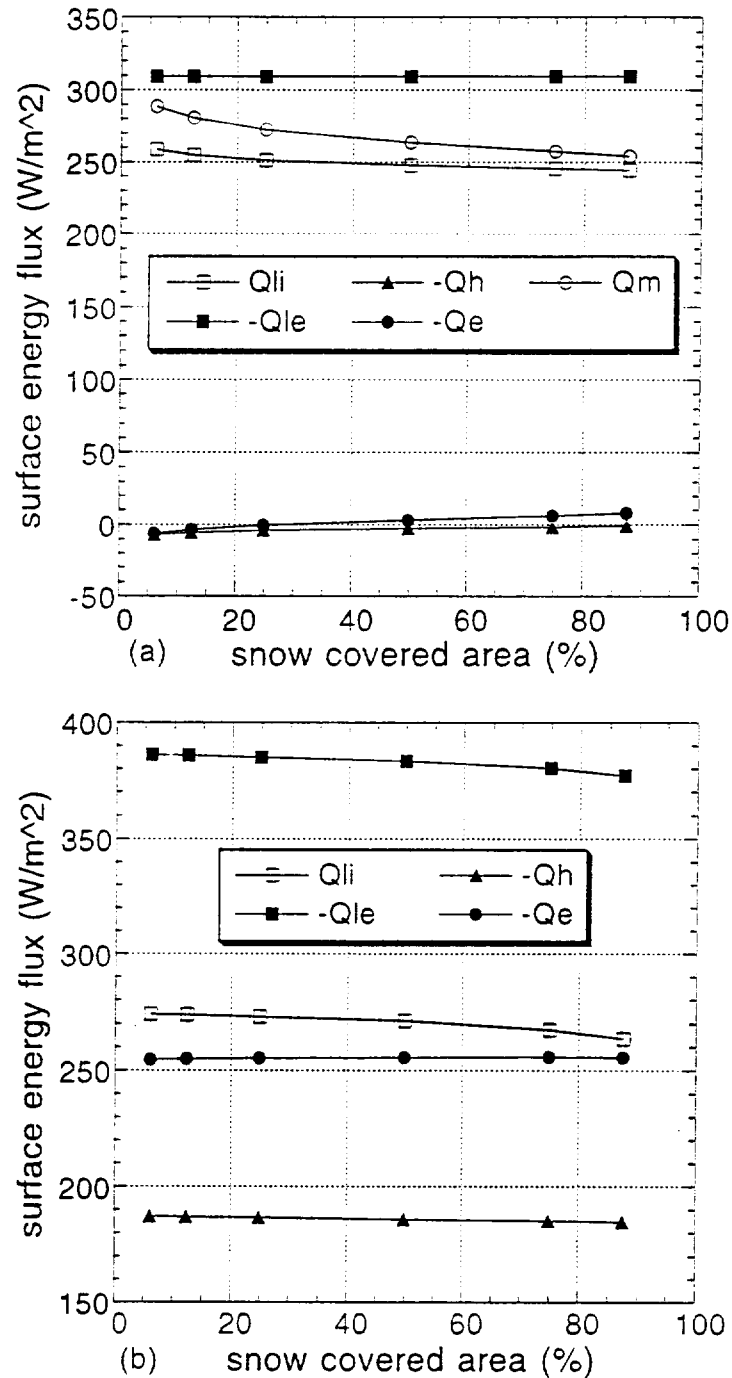 surface energy flux (W/m^2)
350
300
250
200
150
100
50
0
-50
Qli -Qh Qm
-Qle -Qe
0 20 40 60 80 100
(a) snow covered area (%)
surface energy flux (W/m^2)
400
350
300
250
200
150
Qli -Qh
-Qle -Qe
0 20 40 60 80 100
(b) snow covered area (%)